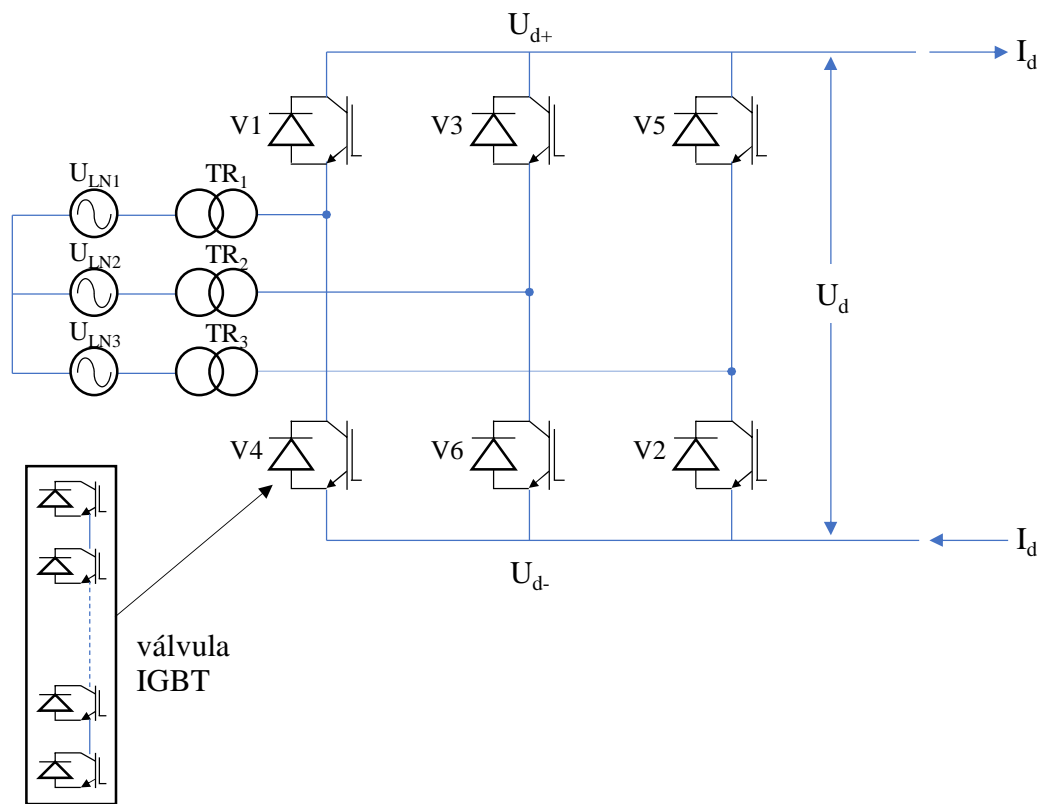 U_d+
I_d
V1
V3
V5
U_LN1
TR_1
U_LN2
TR_2
U_d
U_LN3
TR_3
V4
V6
V2
I_d
U_d-
válvula
IGBT